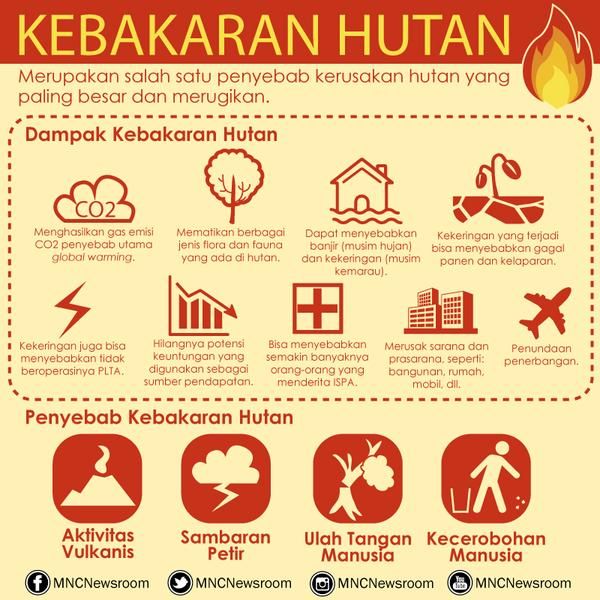 KEBAKARAN HUTAN
Merupakan salah satu penyebab kerusakan hutan yang
paling besar dan merugikan.
Dampak Kebakaran Hutan
CO2
Menghasilkan gas emisi
CO2 penyebab utama
global warming.
Mematikan berbagai
jenis flora dan fauna
yang ada di hutan.
Dapat menyebabkan
banjir (musim hujan)
dan kekeringan (musim
kemarau).
Kekeringan yang terjadi
bisa menyebabkan gagal
panen dan kelaparan.
Kekeringan juga bisa
menyebabkan tidak
beroperasinya PLTA.
Hilangnya potensi
keuntungan yang
digunakan sebagai
sumber pendapatan.
Bisa menyebabkan
semakin banyaknya
orang-orang yang
menderita ISPA.
Merusak sarana dan
prasarana, seperti:
bangunan, rumah,
mobil, dll.
Penundaan
penerbangan.
Penyebab Kebakaran Hutan
Aktivitas
Vulkanis
Sambaran
Petir
Ulah Tangan
Manusia
Kecerobohan
Manusia
MNCNewsroom
MNCNewsroom
MNCNewsroom
You
Tube
MNCNewsroom